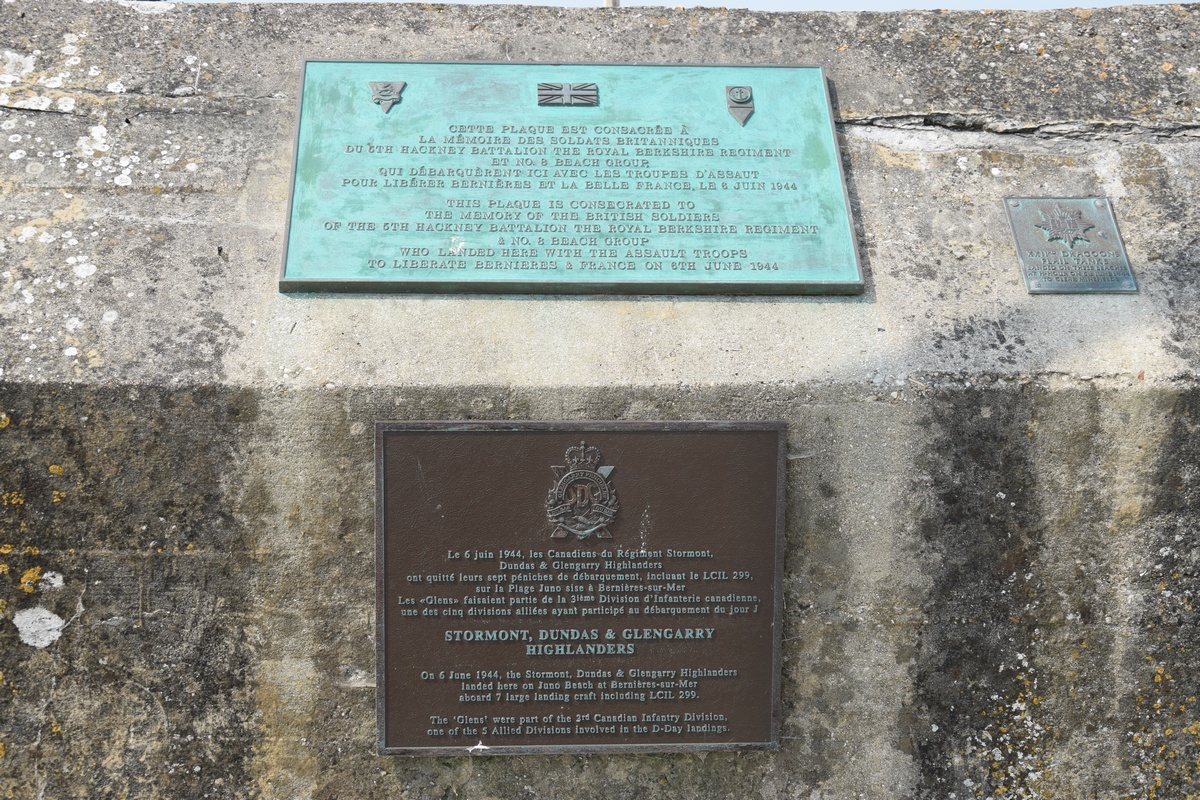 CETTE PLAQUE EST CONSACRÉE À
LA MÉMOIRE DES SOLDATS BRITANNIQUES
DU 5TH HACKNEY BATTALION THE ROYAL BERKSHIRE REGIMENT
ET No. 8 BEACH GROUP
QUI DÉBARQUÈRENT ICI AVEC LES TROUPES D'ASSAUT
POUR LIBÉRER BERNIÈRES ET LA BELLE FRANCE, LE 6 JUIN 1944
THIS PLAQUE IS CONSECRATED TO
THE MEMORY OF THE BRITISH SOLDIERS
OF THE 5TH HACKNEY BATTALION THE ROYAL BERKSHIRE REGIMENT
& NO. 8 BEACH GROUP
WHO LANDED HERE WITH THE ASSAULT TROOPS
TO LIBERATE BERNIERES & FRANCE ON 6TH JUNE 1944
DRAGOONS
Le 6 juin 1944, les Canadiens du Régiment Stormont,
Dundas & Glengarry Highlanders
ont quitté leurs sept péniches de débarquement, incluant le LCIL 299,
sur la Plage Juno sise à Bernières-sur-Mer
Les «Glens» faisaient partie de la 3ième Division d'Infanterie canadienne,
une des cinq divisions alliées ayant participé au débarquement du jour J
STORMONT, DUNDAS & GLENGARRY
HIGHLANDERS
On 6 June 1944, the Stormont, Dundas & Glengarry Highlanders
landed here on Juno Beach at Bernières-sur-Mer
aboard 7 large landing craft including LCIL 299.
The 'Glens' were part of the 3rd Canadian Infantry Division,
one of the 5 Allied Divisions involved in the D-Day landings.